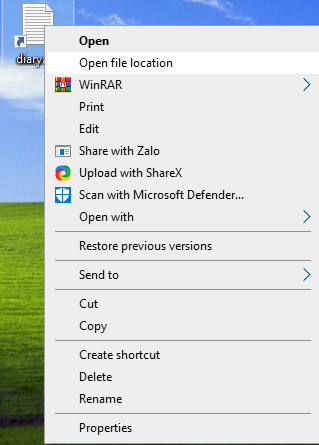 diary.
Open
Open file location
WinRAR
Print
Edit
Share with Zalo
Upload with ShareX
Scan with Microsoft Defender...
Open with
Restore previous versions
Send to
Cut
Copy
Create shortcut
Delete
Rename
Properties